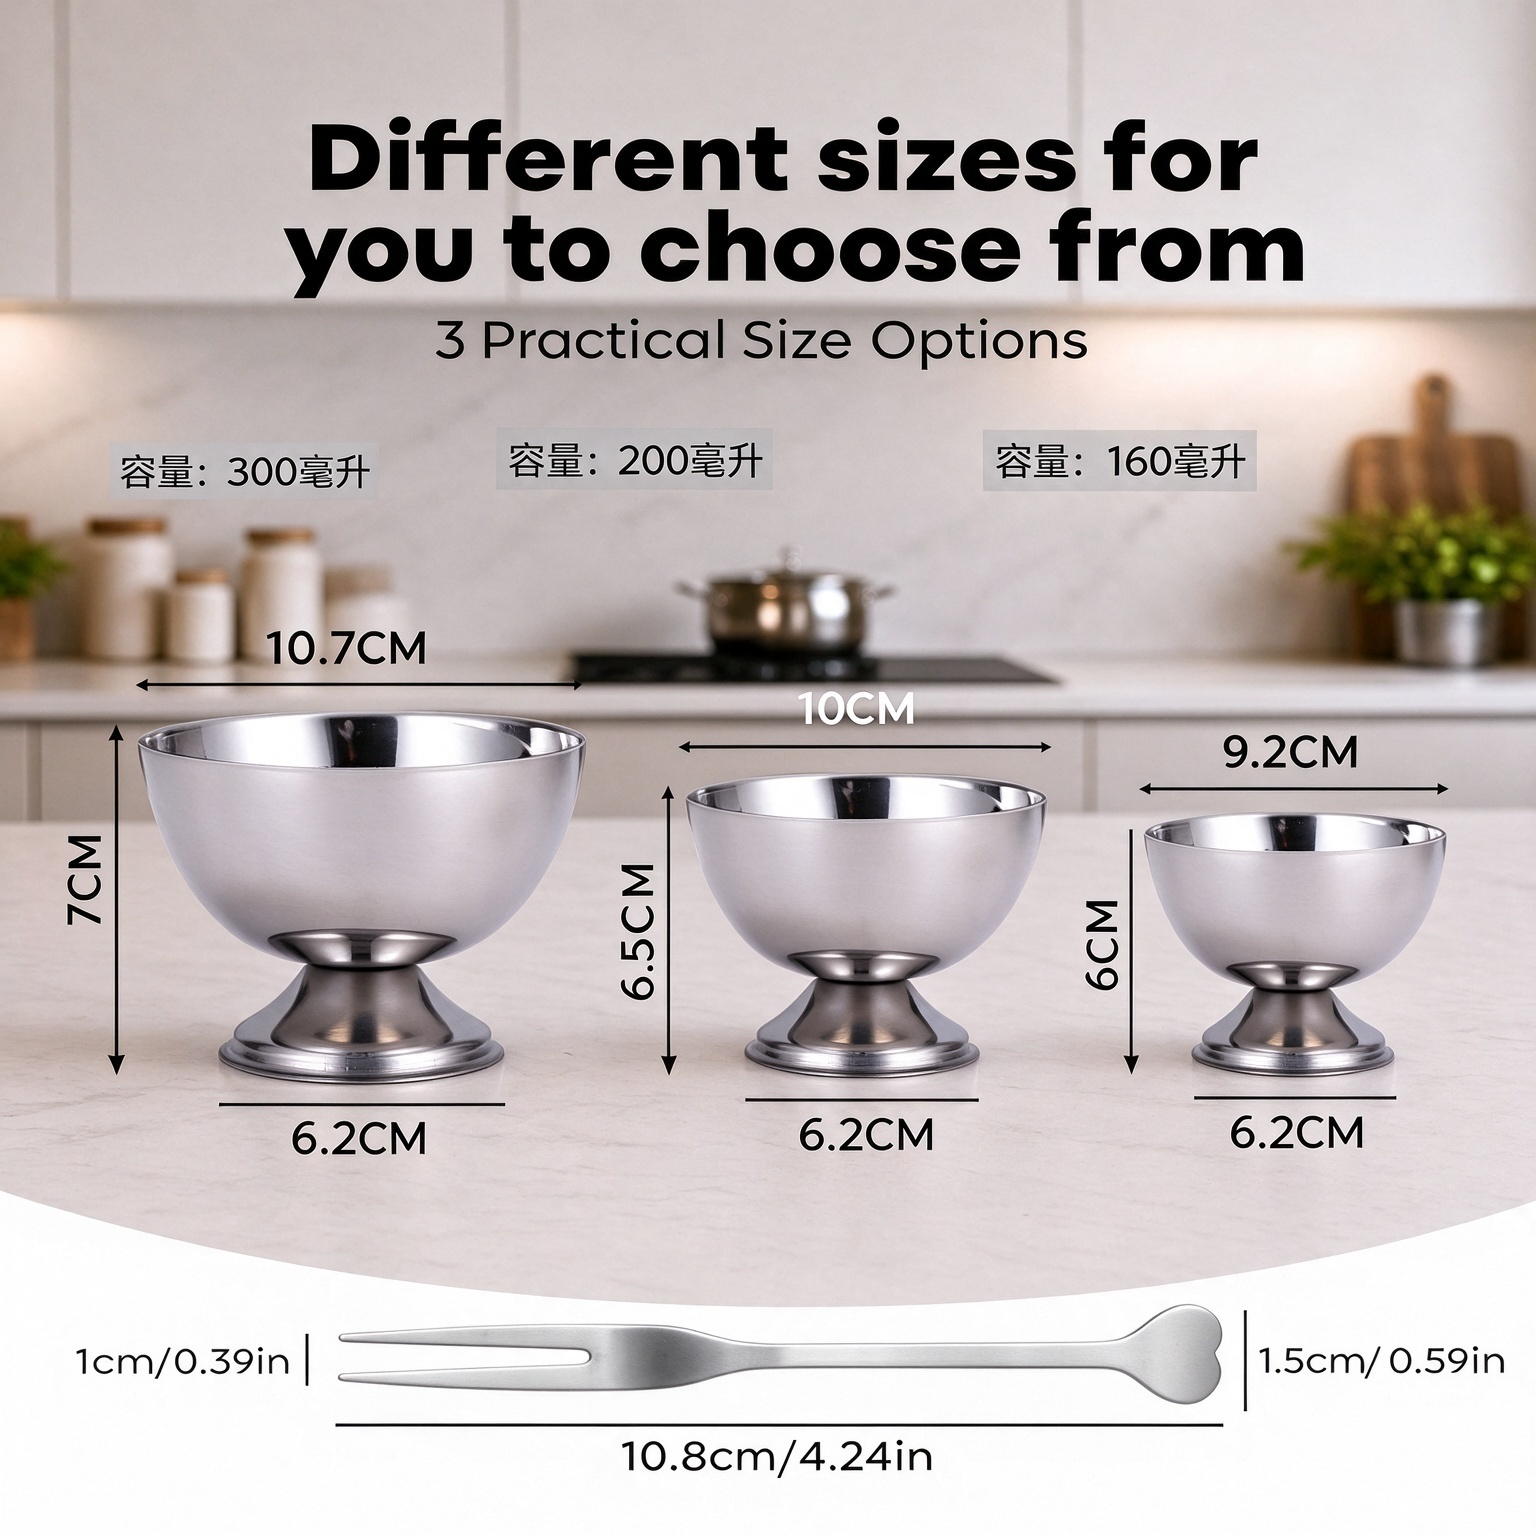 Different sizes for
you to choose from
3 Practical Size Options
容量：300毫升
容量：200毫升
容量：160毫升
10.7CM
10CM
9.2CM
7CM
6.5CM
6CM
6.2CM
6.2CM
6.2CM
1cm/0.39in
1.5cm/ 0.59in
10.8cm/4.24in